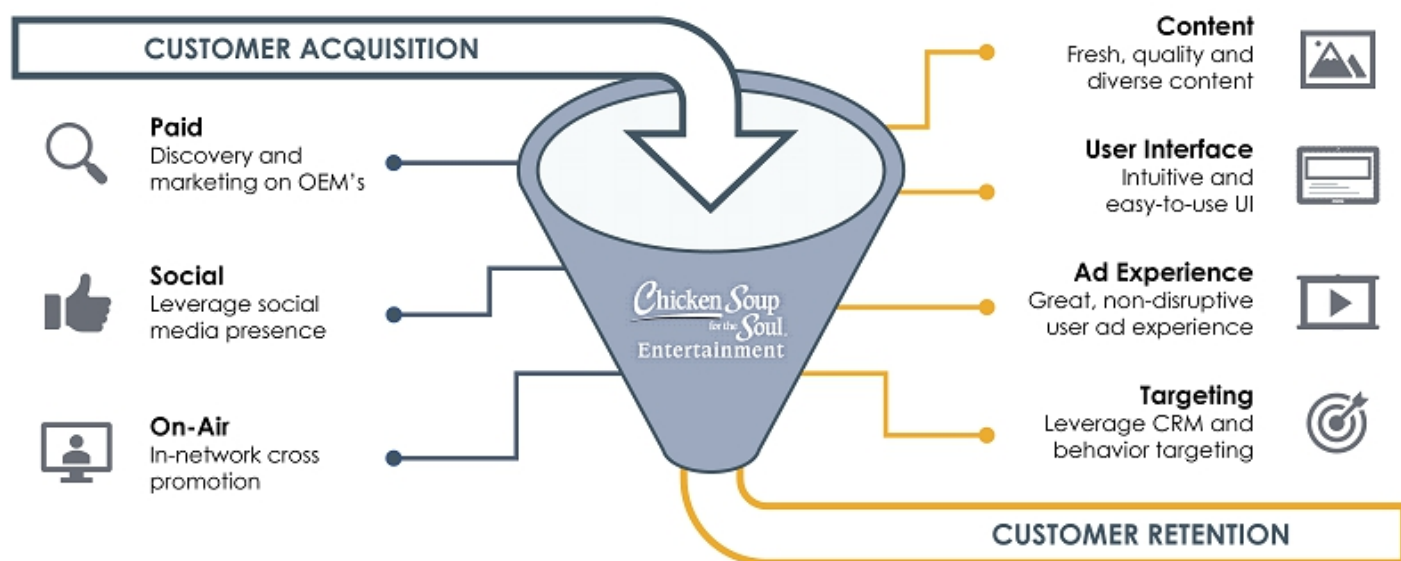 CUSTOMER ACQUISITION
Paid
Discovery and
marketing on OEM's
Social
Leverage social
media presence
On-Air
In-network cross
promotion
Chicken Soup
for the Soul
Entertainment
Content
Fresh, quality and
diverse content
User Interface
Intuitive and
easy-to-use UI
Ad Experience
Great, non-disruptive
user ad experience
Targeting
Leverage CRM and
behavior targeting
CUSTOMER RETENTION